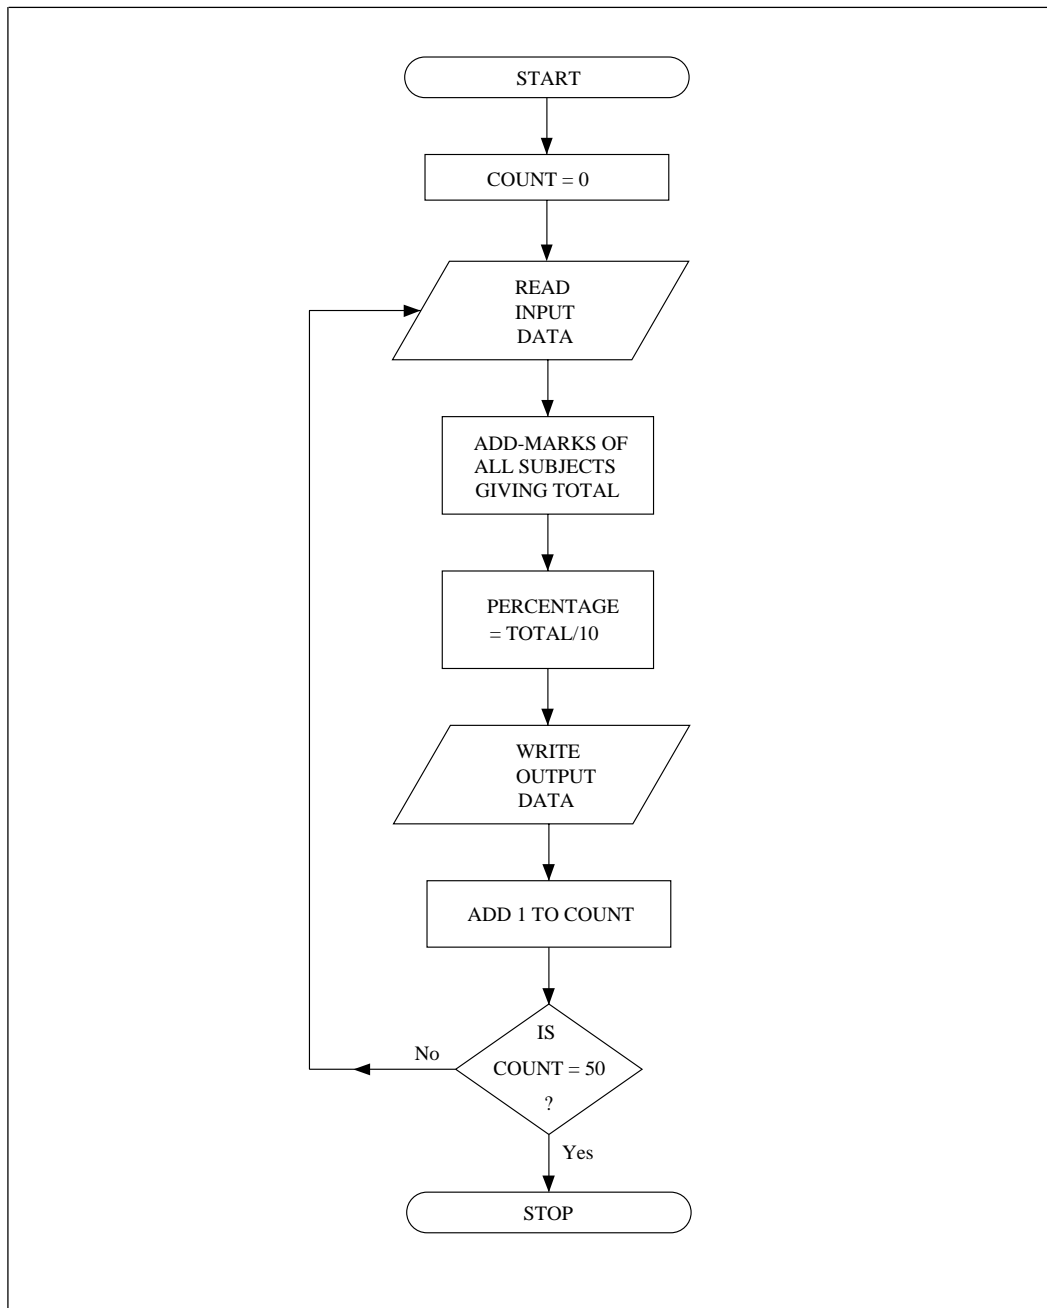 START
COUNT = 0
READ
INPUT
DATA
ADD-MARKS OF
ALL SUBJECTS
GIVING TOTAL
PERCENTAGE
= TOTAL/10
WRITE
OUTPUT
DATA
ADD 1 TO COUNT
IS
No
COUNT = 50
?
Yes
STOP